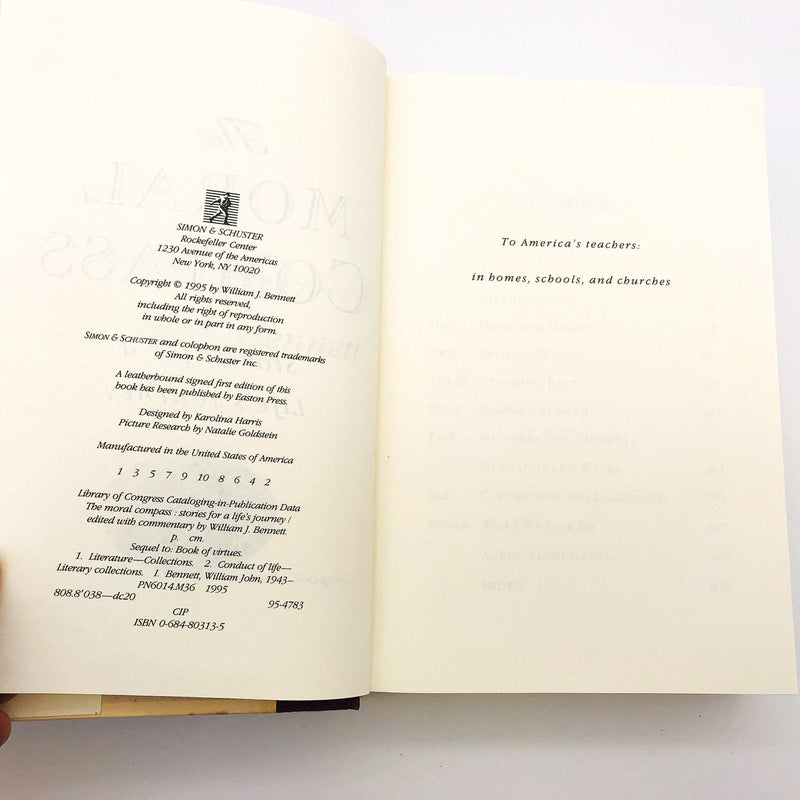 SIMON & SCHUSTER
Rockefeller Center
1230 Avenue of the Americas
New York, NY 10020
Copyright © 1995 by William J. Bennett
All rights reserved,
including the right of reproduction
in whole or in part in any form.
SIMON & SCHUSTER and colophon are registered trademarks
of Simon & Schuster Inc.
A leatherbound signed first edition of this
book has been published by Easton Press.
Designed by Karolina Harris
Picture Research by Natalie Goldstein
Manufactured in the United States of America
1 3 5 7 9 10 8 6 4 2
Library of Congress Cataloging-in-Publication Data
The moral compass : stories for a life's journey /
edited with commentary by William J. Bennett.
p. cm.
Sequel to: Book of virtues.
1. Literature—Collections. 2. Conduct of life—
Literary collections. I. Bennett, William John, 1943–
PN6014.M36 1995
808.8'038—dc20 95-4783
CIP
ISBN 0-684-80313-5
To America's teachers:
in homes, schools, and churches